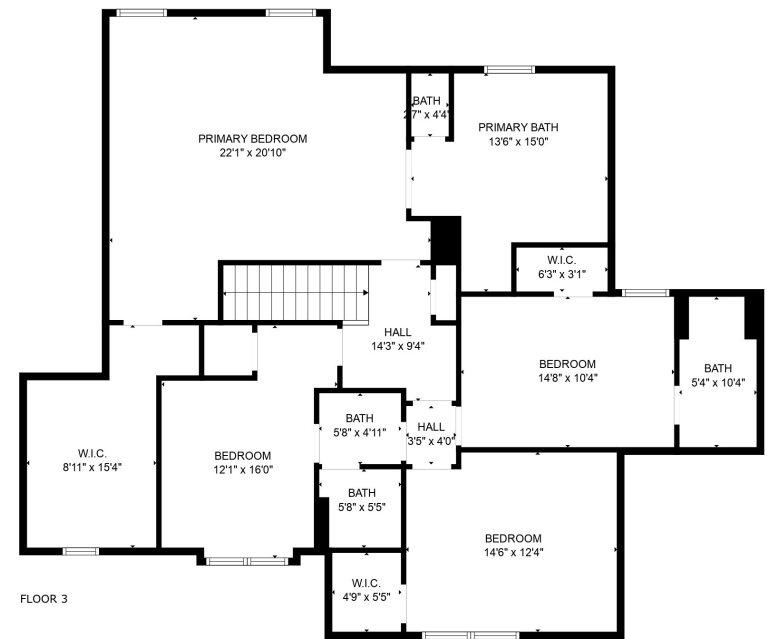 BATH
2'7" x 4'4"
PRIMARY BEDROOM
22'1" x 20'10"
PRIMARY BATH
13'6" x 15'0"
W.I.C.
6'3" x 3'1"
HALL
14'3" x 9'4"
BEDROOM
14'8" x 10'4"
BATH
5'4" x 10'4"
BATH
5'8" x 4'11"
HALL
3'5" x 4'0"
W.I.C.
8'11" x 15'4"
BEDROOM
12'1" x 16'0"
BATH
5'8" x 5'5"
BEDROOM
14'6" x 12'4"
W.I.C.
4'9" x 5'5"
FLOOR 3